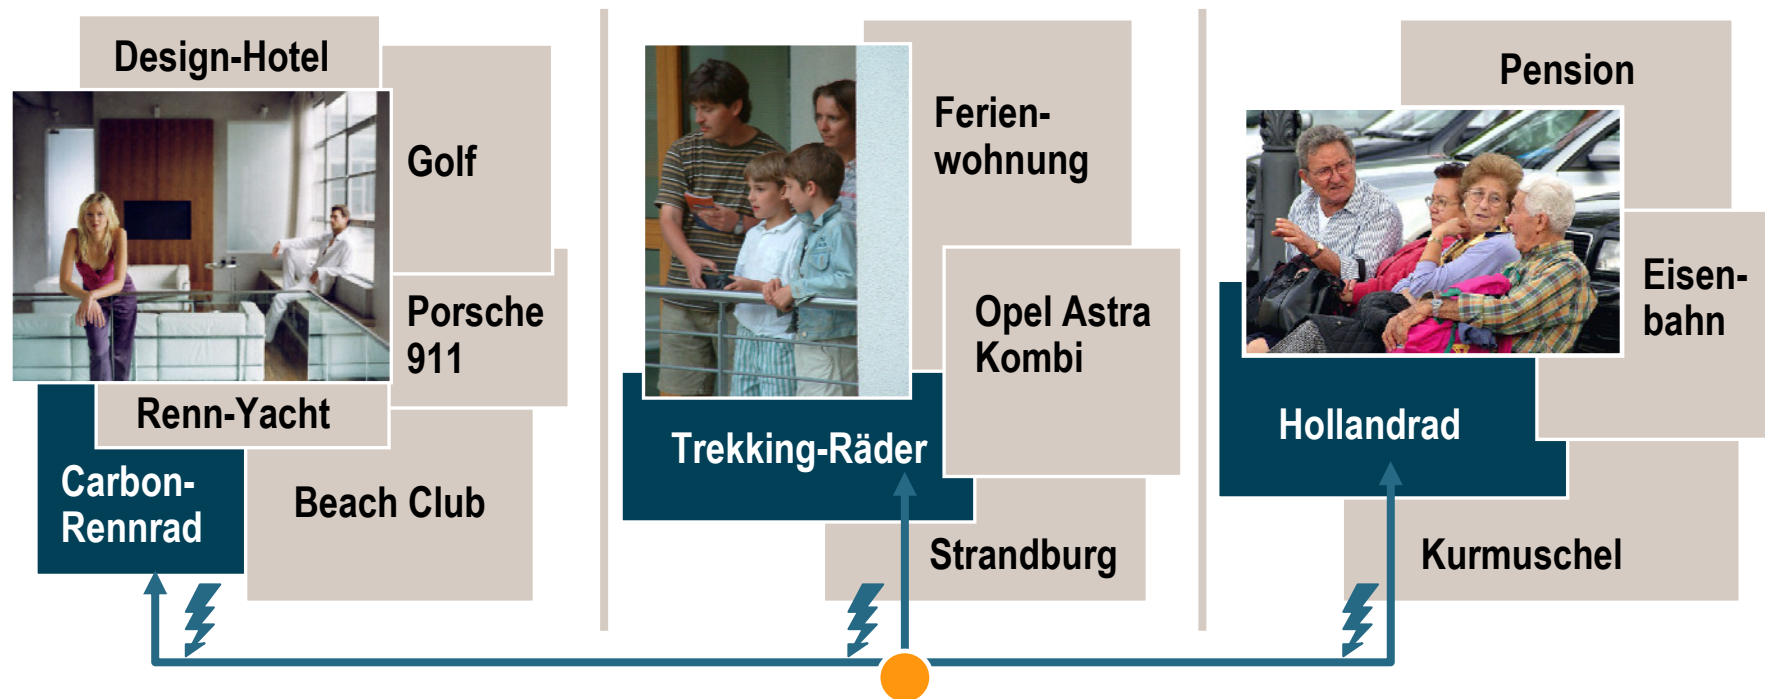 Design-Hotel
Golf
Porsche
911
Renn-Yacht
Carbon-
Rennrad
Beach Club
Ferien-
wohnung
Opel Astra
Kombi
Trekking-Räder
Strandburg
Pension
Eisen-
bahn
Hollandrad
Kurmuschel